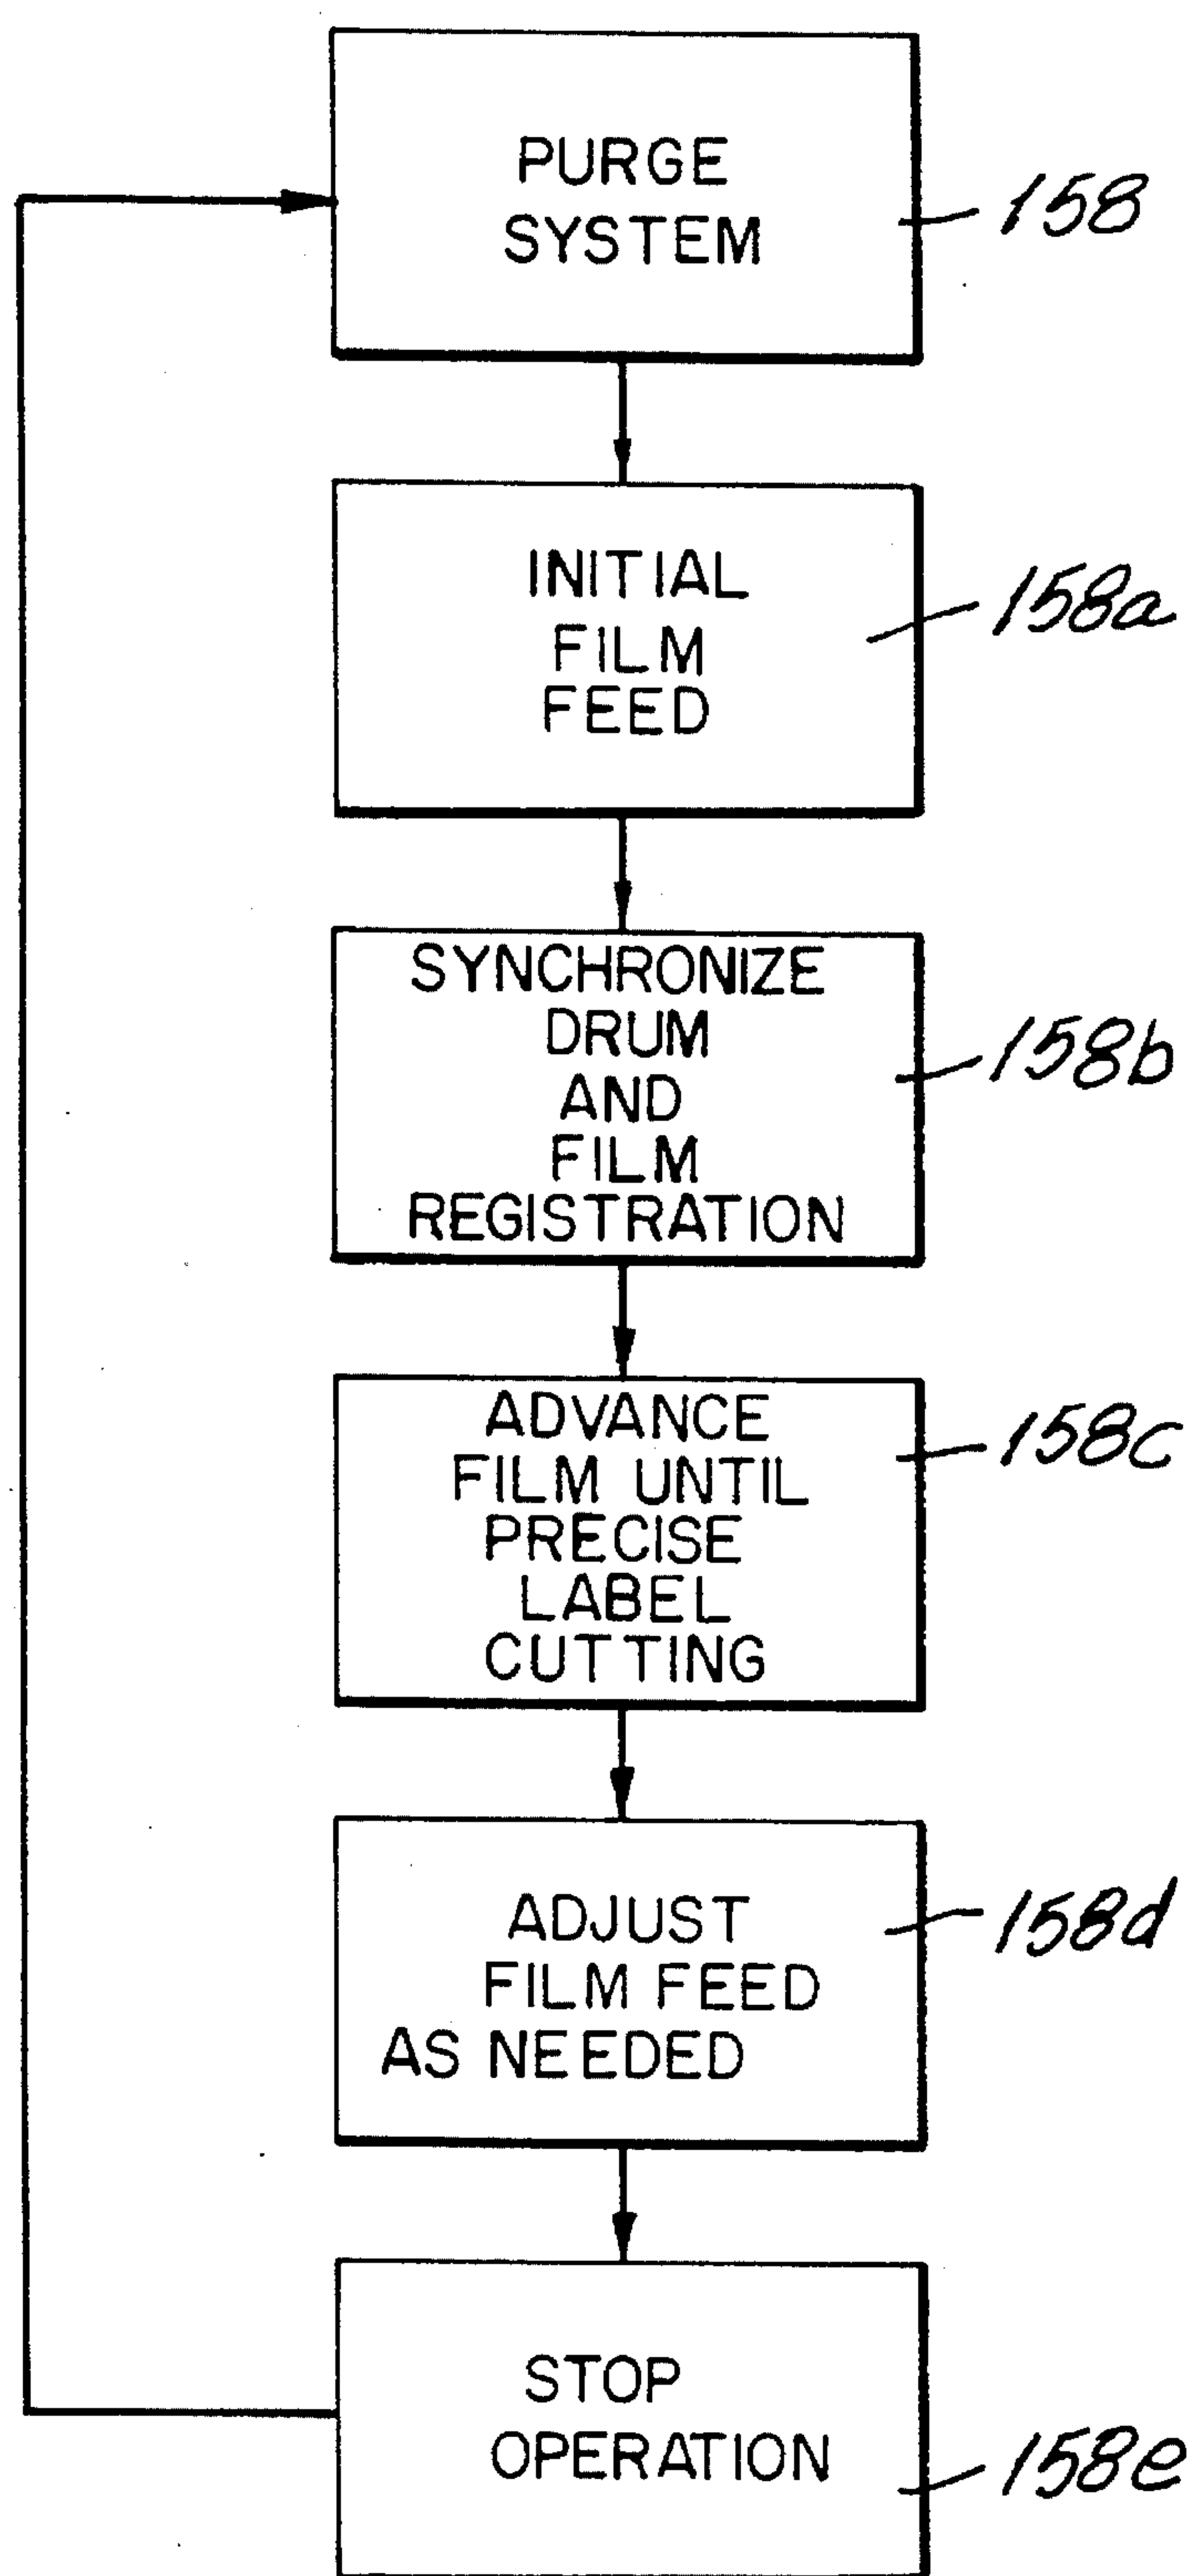 PURGE
SYSTEM
158
INITIAL
FILM
FEED
158a
SYNCHRONIZE
DRUM
AND
FILM
REGISTRATION
158b
ADVANCE
FILM UNTIL
PRECISE
LABEL
CUTTING
158c
ADJUST
FILM FEED
AS NEEDED
158d
STOP
OPERATION
158e